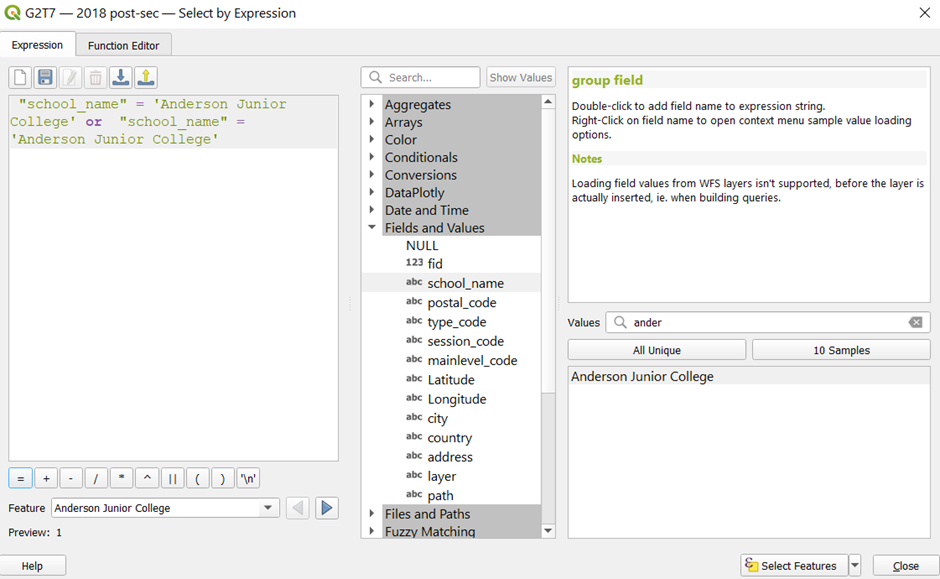 G2T7 — 2018 post-sec — Select by Expression
Expression
Function Editor
Search...
Show Values
"school_name" = 'Anderson Junior
College' or "school_name" =
'Anderson Junior College'
= + - / * ^ || ( ) '\n'
Feature Anderson Junior College
Preview: 1
Aggregates
Arrays
Color
Conditionals
Conversions
DataPlotly
Date and Time
Fields and Values
NULL
123 fid
abc school_name
abc postal_code
abc type_code
abc session_code
abc mainlevel_code
abc Latitude
abc Longitude
abc city
abc country
abc address
abc layer
abc path
Files and Paths
Fuzzy Matching
group field
Double-click to add field name to expression string.
Right-Click on field name to open context menu sample value loading
options.
Notes
Loading field values from WFS layers isn't supported, before the layer is
actually inserted, ie. when building queries.
Values ander
All Unique
10 Samples
Anderson Junior College
Help
Select Features
Close